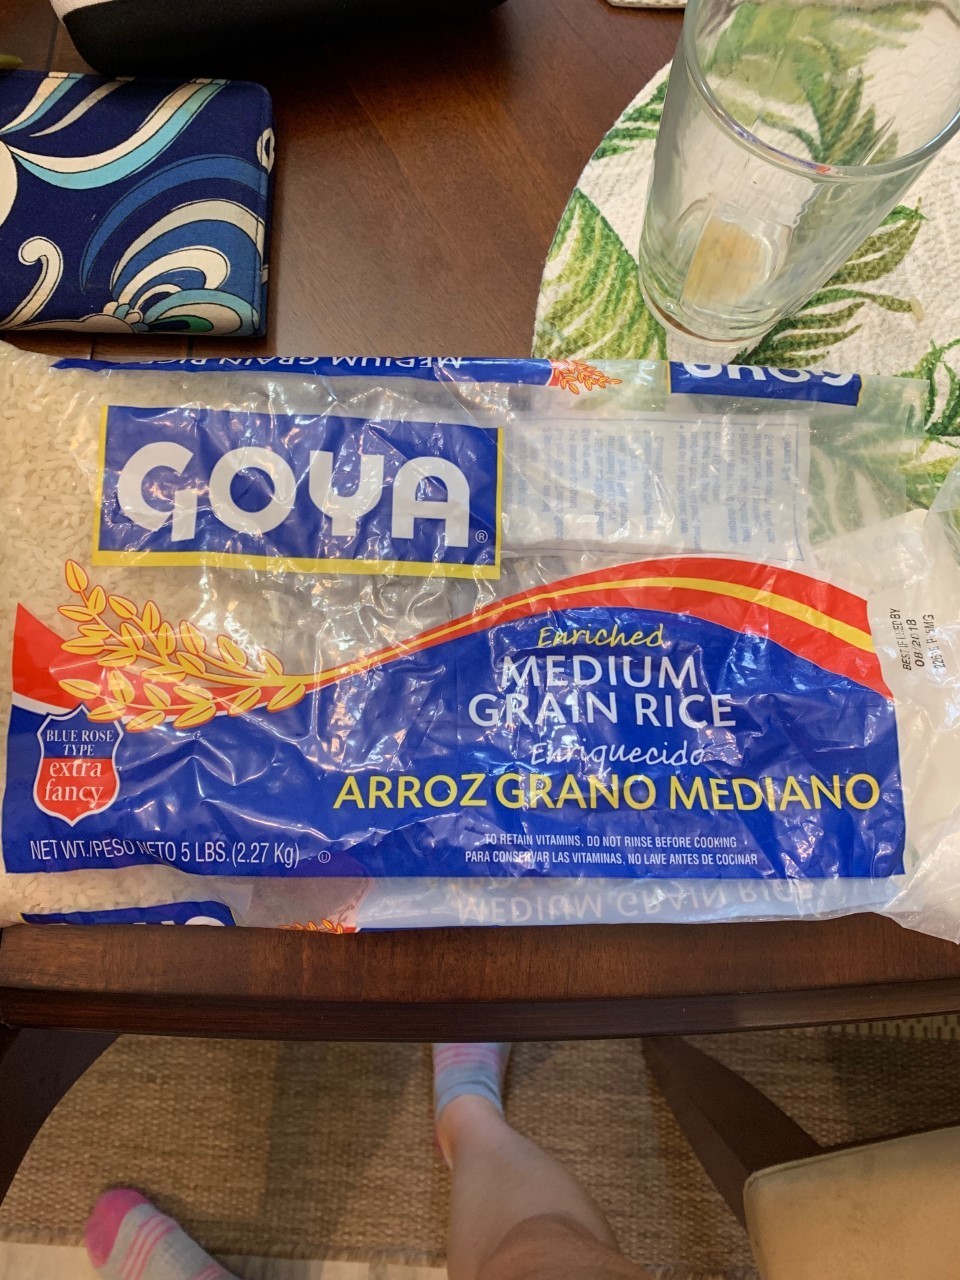 MEDIUM GRAIN RICE
GOYA
GOYA®
Enriched
MEDIUM
GRAIN RICE
Enriquecido
ARROZ GRANO MEDIANO
BLUE ROSE
TYPE
extra
fancy
NET WT./PESO NETO 5 LBS. (2.27 Kg)
TO RETAIN VITAMINS, DO NOT RINSE BEFORE COOKING
PARA CONSERVAR LAS VITAMINAS, NO LAVE ANTES DE COCINAR
BEST IF USED BY
08/2018
MEDIUM GRAIN RICE